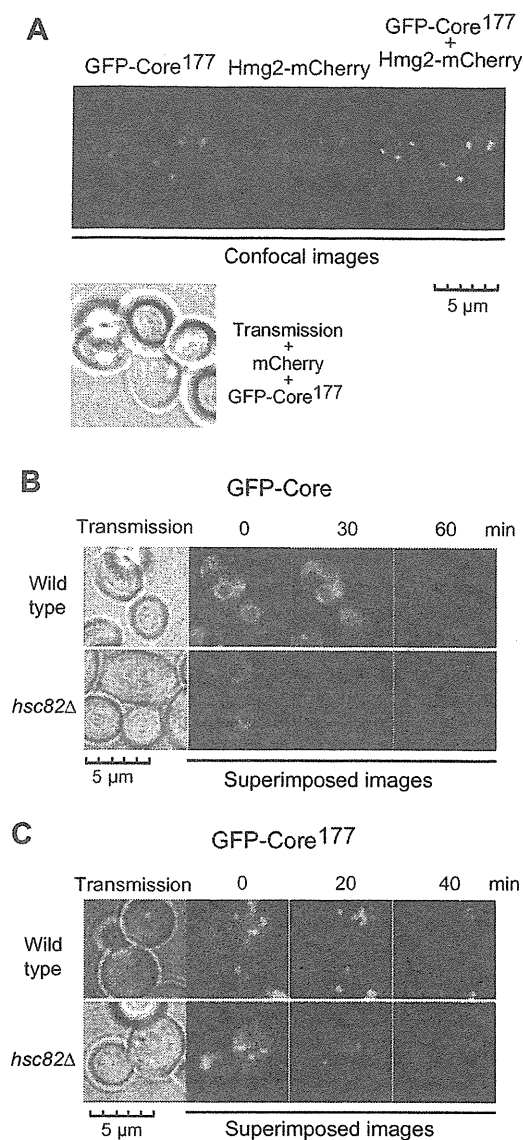 A
GFP-Core177
Hmg2-mCherry
GFP-Core177
+
Hmg2-mCherry
Confocal images
5 µm
Transmission
+
mCherry
+
GFP-Core177
B
GFP-Core
Transmission 0 30 60 min
Wild
type
hsc82Δ
5 µm
Superimposed images
C
GFP-Core177
Transmission 0 20 40 min
Wild
type
hsc82Δ
5 µm
Superimposed images